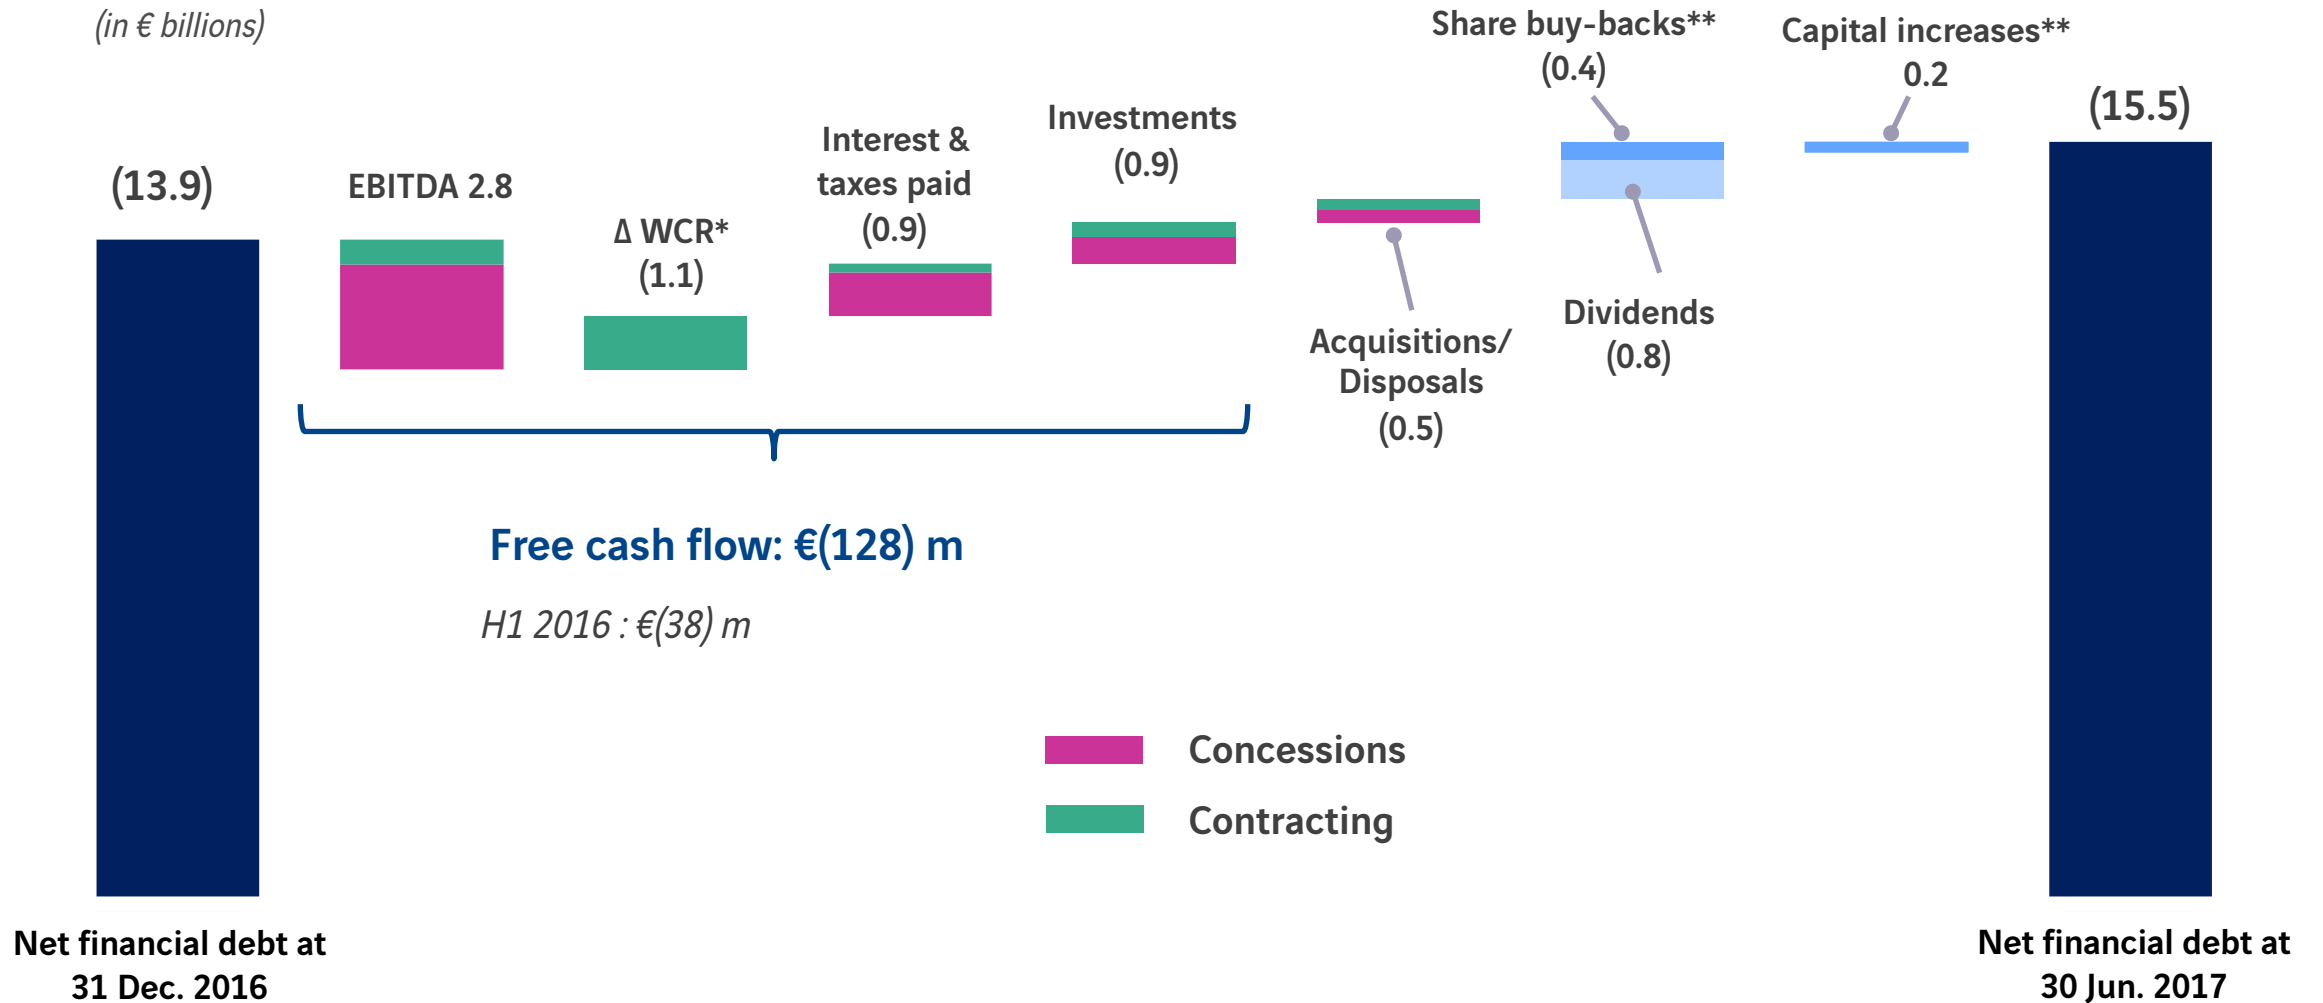 (in € billions)
(13.9)
EBITDA 2.8
Δ WCR*
(1.1)
Interest &
taxes paid
(0.9)
Investments
(0.9)
Acquisitions/
Disposals
(0.5)
Share buy-backs**
(0.4)
Dividends
(0.8)
Capital increases**
0.2
(15.5)
Free cash flow: €(128) m
H1 2016 : €(38) m
Concessions
Contracting
Net financial debt at
31 Dec. 2016
Net financial debt at
30 Jun. 2017